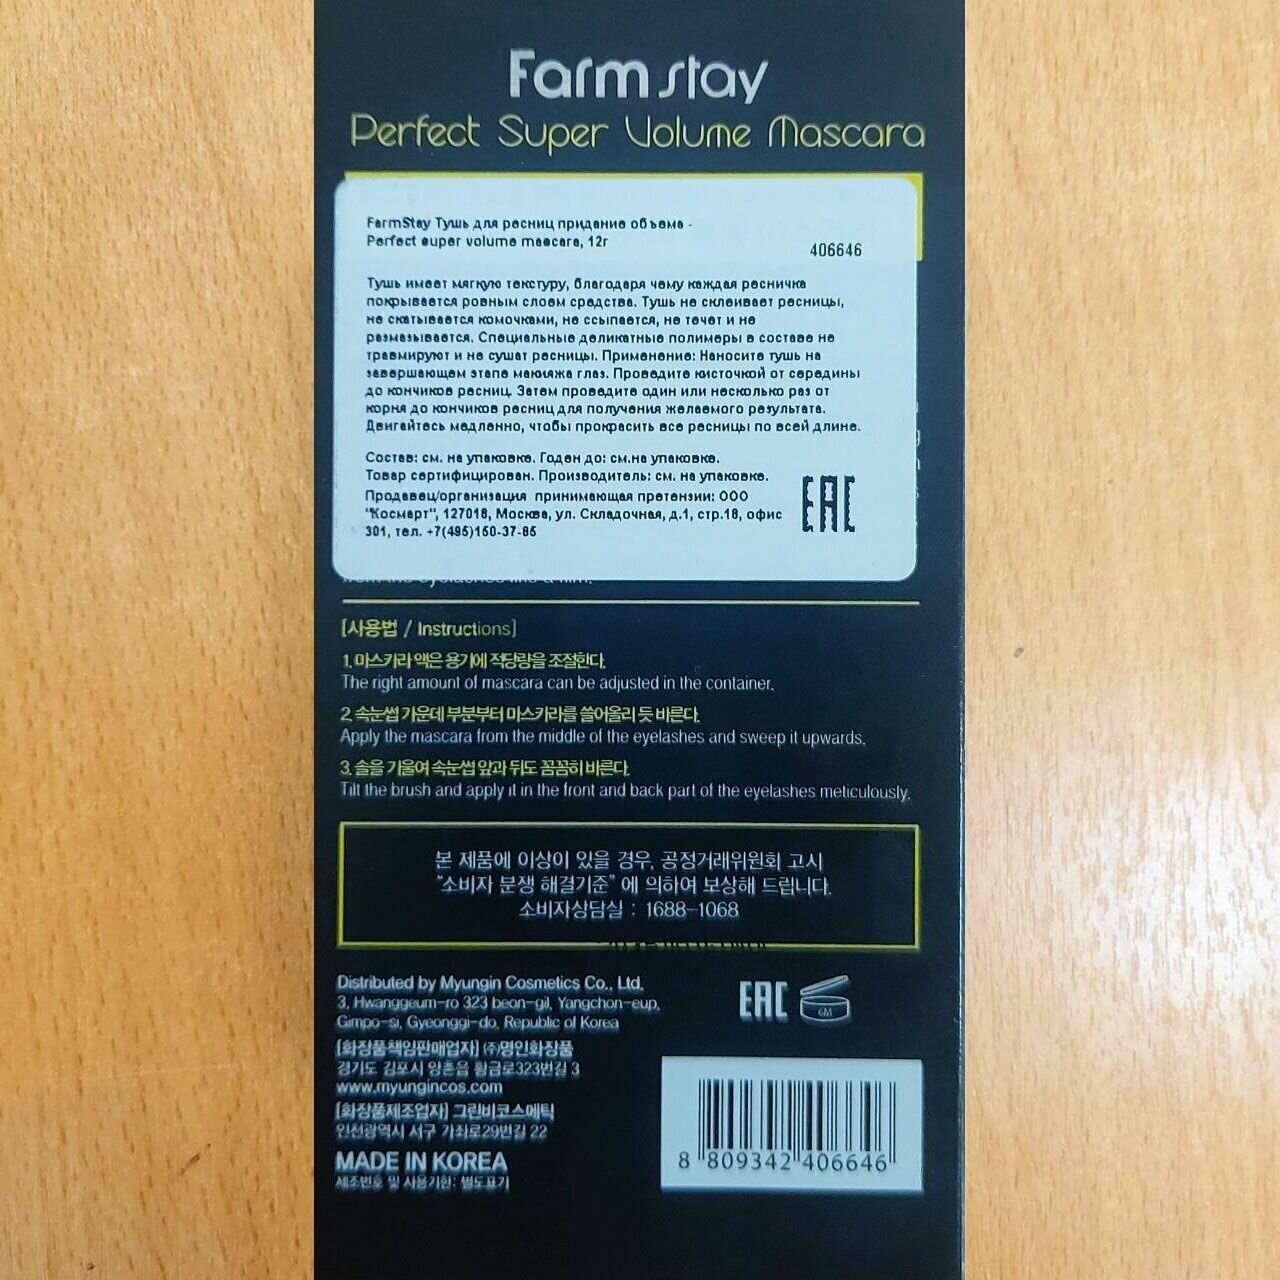 Farmstay
Perfect Super Volume Mascara
FarmStay Тушь для ресниц придание объема -
Perfect super volume mascara, 12г
406646
Тушь имеет мягкую текстуру, благодаря чему каждая ресничка
покрывается ровным слоем средства. Тушь не склеивает ресницы,
не скатывается комочками, не ссыпается, не течет и не
размазывается. Специальные деликатные полимеры в составе не
травмируют и не сушат ресницы. Применение: Наносите тушь на
завершающем этапе макияжа глаз. Проведите кисточкой от середины
до кончиков ресниц. Затем проведите один или несколько раз от
корня до кончиков ресниц для получения желаемого результата.
Двигайтесь медленно, чтобы прокрасить все ресницы по всей длине.
Состав: см. на упаковке. Годен до: см.на упаковке.
Товар сертифицирован. Производитель: см. на упаковке.
Продавец/организация принимающая претензии: ООО
"Космарт", 127018, Москва, ул. Складочная, д.1, стр.18, офис
301, тел. +7(495)150-37-85
EAC
[사용법 / Instructions]
1. 마스카라 액은 용기에 적당량을 조절한다.
The right amount of mascara can be adjusted in the container.
2. 속눈썹 가운데 부분부터 마스카라를 쓸어올리 듯 바른다.
Apply the mascara from the middle of the eyelashes and sweep it upwards.
3. 솔을 기울여 속눈썹 앞과 뒤도 꼼꼼히 바른다.
Tilt the brush and apply it in the front and back part of the eyelashes meticulously.
본 제품에 이상이 있을 경우, 공정거래위원회 고시
"소비자 분쟁 해결기준" 에 의하여 보상해 드립니다.
소비자상담실 : 1688-1068
Distributed by Myungin Cosmetics Co., Ltd.
3, Hwanggeum-ro 323 beon-gil, Yangchon-eup,
Gimpo-si, Gyeonggi-do, Republic of Korea
EAC 6M
[화장품책임판매업자] (주)명인화장품
경기도 김포시 양촌읍 황금로323번길 3
www.myungincos.com
[화장품제조업자] 그린비코스메틱
인천광역시 서구 가좌로29번길 22
MADE IN KOREA
제조번호 및 사용기한: 별도표기
8 809342 406646